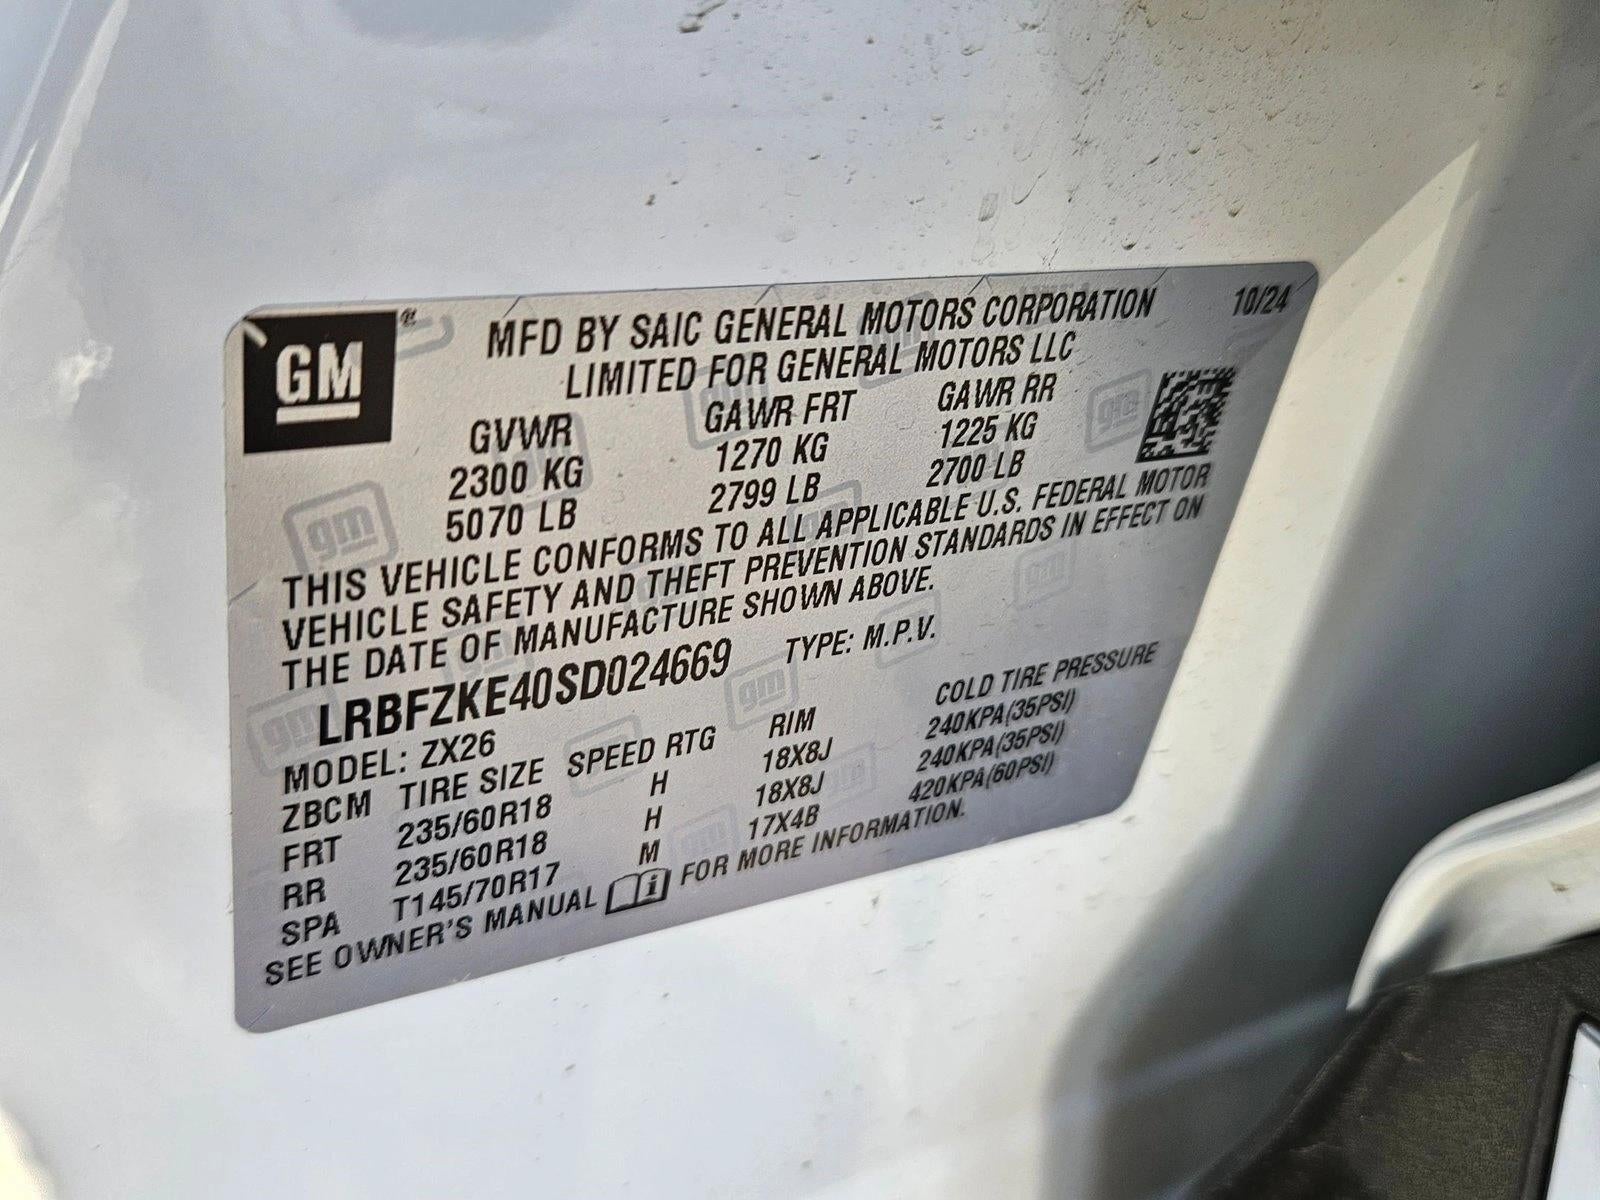 GM ®
MFD BY SAIC GENERAL MOTORS CORPORATION 10/24
LIMITED FOR GENERAL MOTORS LLC
GVWR GAWR FRT GAWR RR
2300 KG 1270 KG 1225 KG
5070 LB 2799 LB 2700 LB
THIS VEHICLE CONFORMS TO ALL APPLICABLE U.S. FEDERAL MOTOR
VEHICLE SAFETY AND THEFT PREVENTION STANDARDS IN EFFECT ON
THE DATE OF MANUFACTURE SHOWN ABOVE.
LRBFZKE40SD024669 TYPE: M.P.V.
MODEL: ZX26
ZBCM TIRE SIZE SPEED RTG RIM COLD TIRE PRESSURE
FRT 235/60R18 H 18X8J 240KPA(35PSI)
RR 235/60R18 H 18X8J 240KPA(35PSI)
SPA T145/70R17 M 17X4B 420KPA(60PSI)
SEE OWNER'S MANUAL FOR MORE INFORMATION.